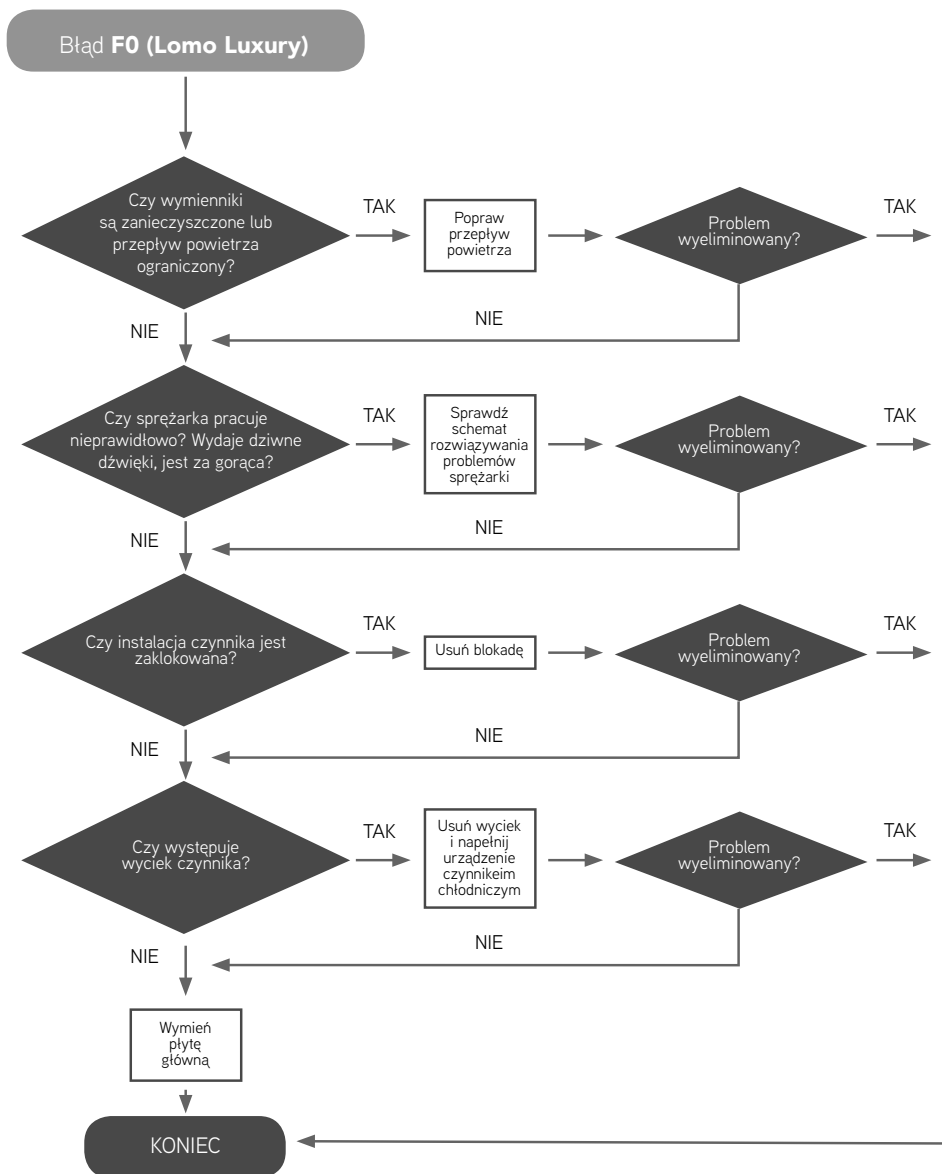 Błąd F0 (Lomo Luxury)
Czy wymienniki
są zanieczyszczone lub
przepływ powietrza
ograniczony?
TAK
Popraw
przepływ
powietrza
Problem
wyeliminowany?
TAK
NIE
NIE
Czy sprężarka pracuje
nieprawidłowo? Wydaje dziwne
dźwięki, jest za gorąca?
TAK
Sprawdź
schemat
rozwiązywania
problemów
sprężarki
Problem
wyeliminowany?
TAK
NIE
NIE
Czy instalacja czynnika jest
zaklokowana?
TAK
Usuń blokadę
Problem
wyeliminowany?
TAK
NIE
NIE
Czy występuje
wyciek czynnika?
TAK
Usuń wyciek
i napełnij
urządzenie
czynnikeim
chłodniczym
Problem
wyeliminowany?
TAK
NIE
NIE
Wymień
płytę
główną
KONIEC